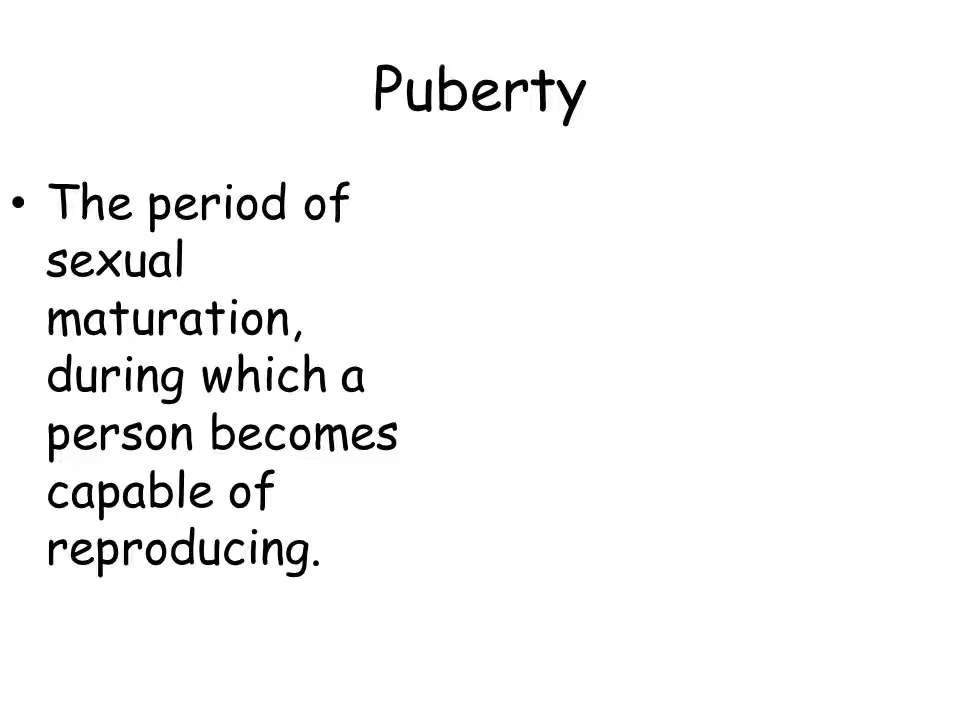 Puberty
• The period of
sexual
maturation,
during which a
person becomes
capable of
reproducing.